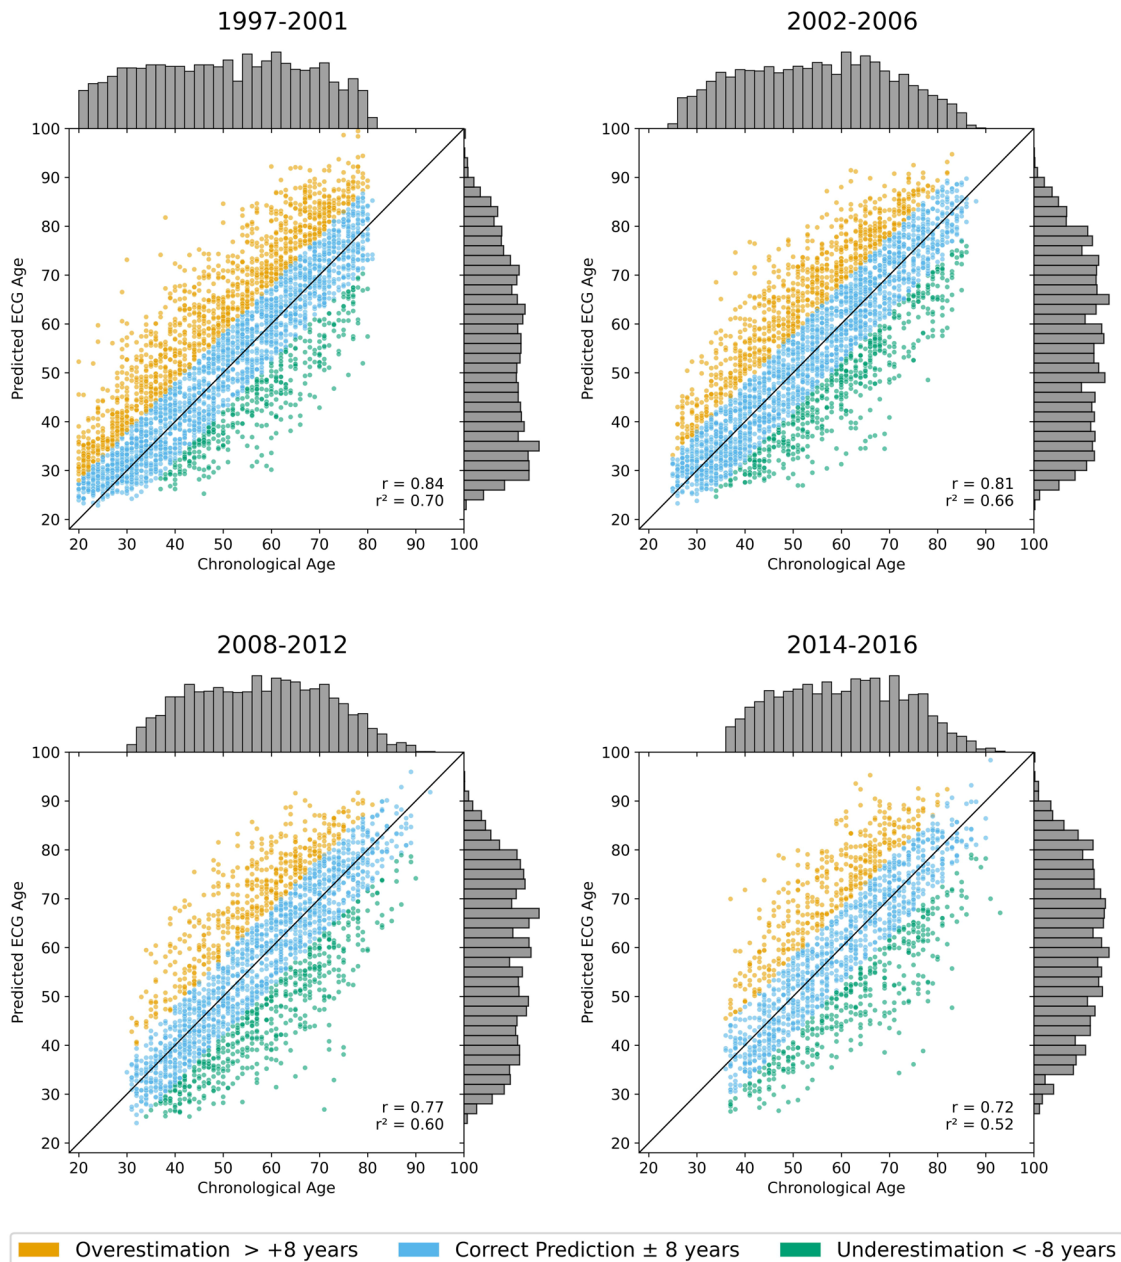 1997-2001
100
90
80
70
60
50
40
30
20
Predicted ECG Age
r = 0.84
r² = 0.70
20 30 40 50 60 70 80 90 100
Chronological Age
2002-2006
100
90
80
70
60
50
40
30
20
Predicted ECG Age
r = 0.81
r² = 0.66
20 30 40 50 60 70 80 90 100
Chronological Age
2008-2012
100
90
80
70
60
50
40
30
20
Predicted ECG Age
r = 0.77
r² = 0.60
20 30 40 50 60 70 80 90 100
Chronological Age
2014-2016
100
90
80
70
60
50
40
30
20
Predicted ECG Age
r = 0.72
r² = 0.52
20 30 40 50 60 70 80 90 100
Chronological Age
Overestimation > +8 years
Correct Prediction ± 8 years
Underestimation < -8 years